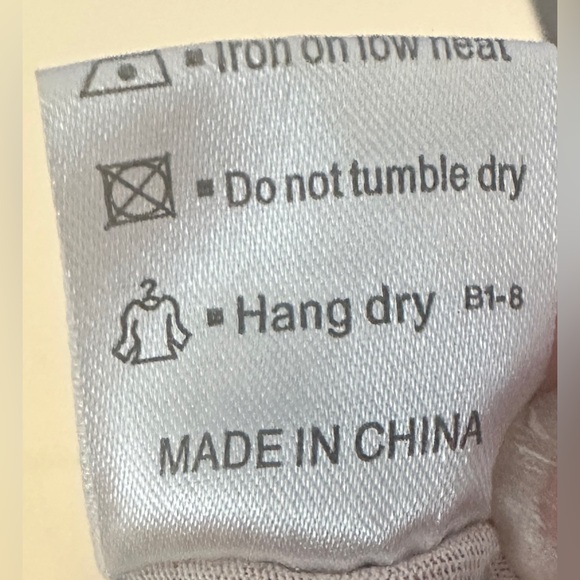 - Iron on low heat
- Do not tumble dry
- Hang dry B1-8
MADE IN CHINA